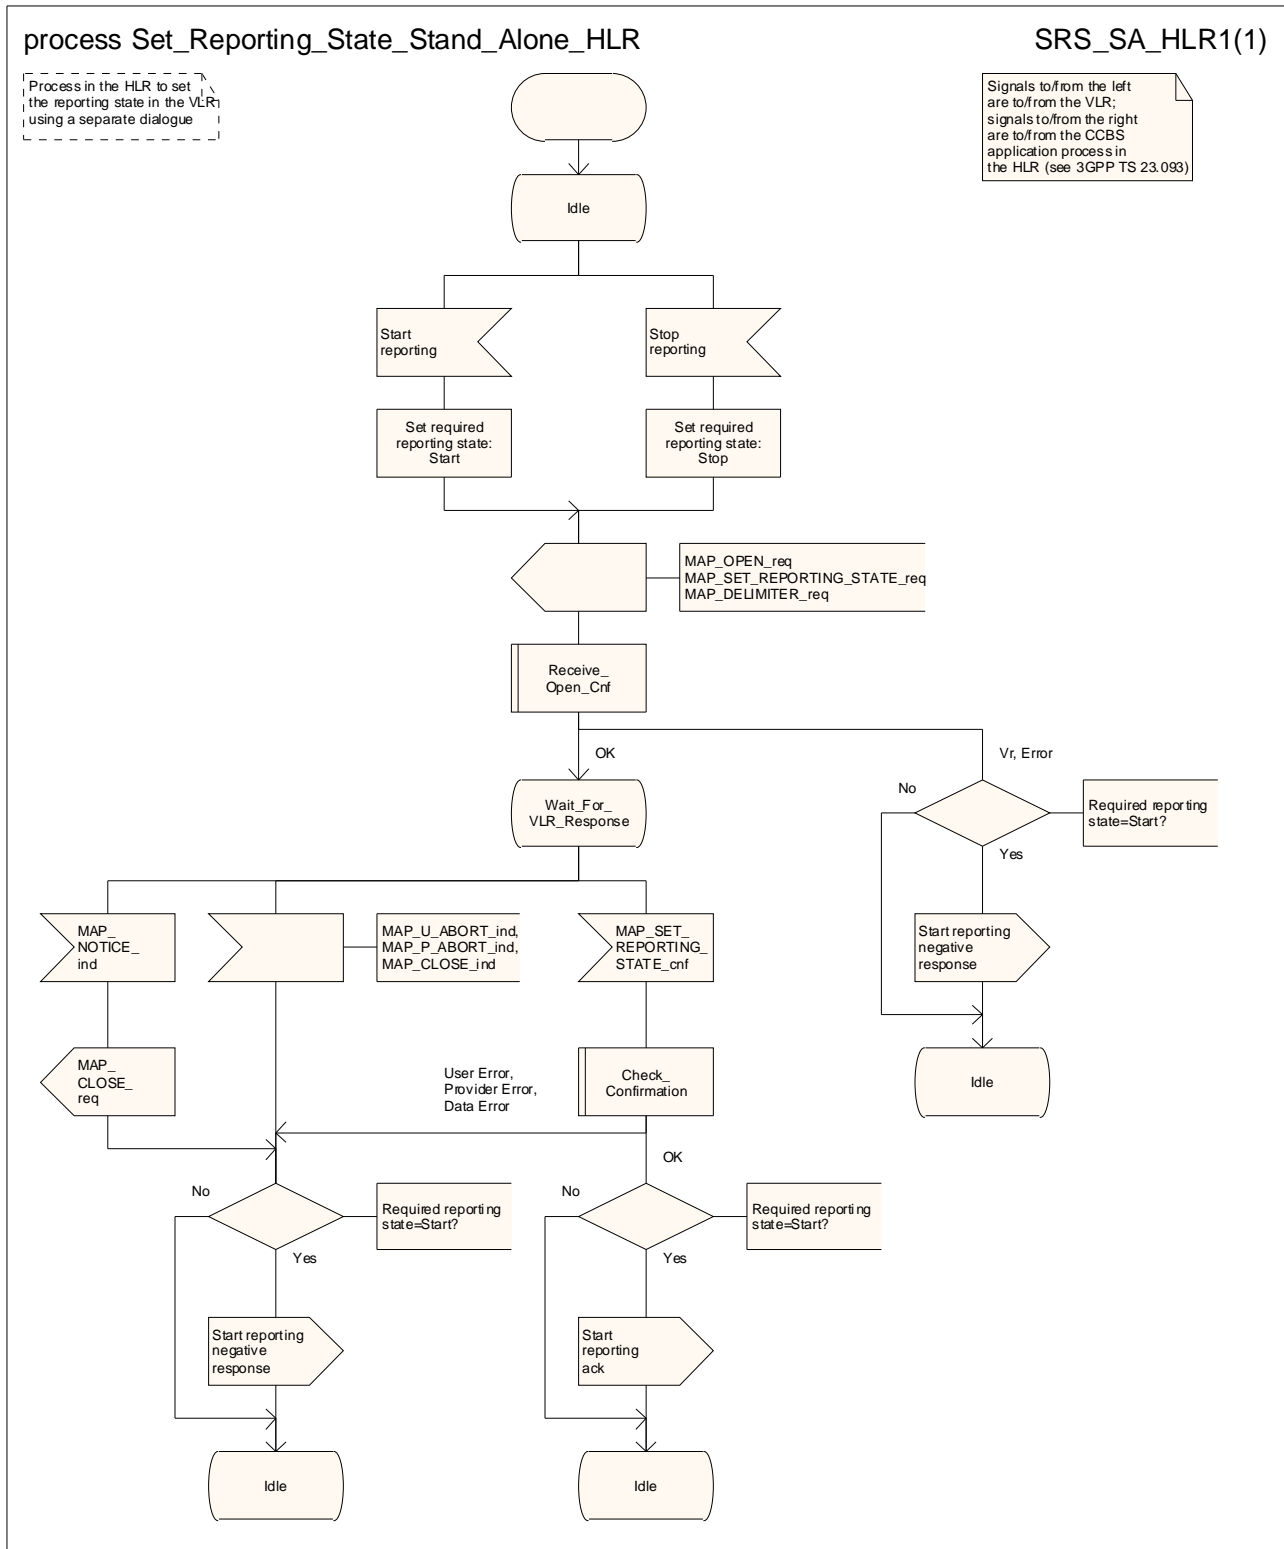 process Set_Reporting_State_Stand_Alone_HLR
SRS_SA_HLR1(1)
Process in the HLR to set
the reporting state in the VLR
using a separate dialogue
Signals to/from the left
are to/from the VLR;
signals to/from the right
are to/from the CCBS
application process in
the HLR (see 3GPP TS 23.093)
Idle
Start
reporting
Stop
reporting
Set required
reporting state:
Start
Set required
reporting state:
Stop
MAP_OPEN_req
MAP_SET_REPORTING_STATE_req
MAP_DELIMITER_req
Receive_
Open_Cnf
OK
Vr, Error
Wait_For_
VLR_Response
No
Required reporting
state=Start?
Yes
MAP_
NOTICE_
ind
MAP_U_ABORT_ind,
MAP_P_ABORT_ind,
MAP_CLOSE_ind
MAP_SET_
REPORTING_
STATE_cnf
Start reporting
negative
response
MAP_
CLOSE_
req
User Error,
Provider Error,
Data Error
Check_
Confirmation
Idle
OK
No
Required reporting
state=Start?
Yes
No
Required reporting
state=Start?
Yes
Start reporting
negative
response
Start
reporting
ack
Idle
Idle